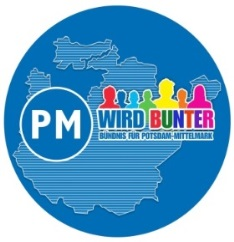 PM
WIRD BUNTER
BÜNDNIS FÜR POTSDAM-MITTELMARK